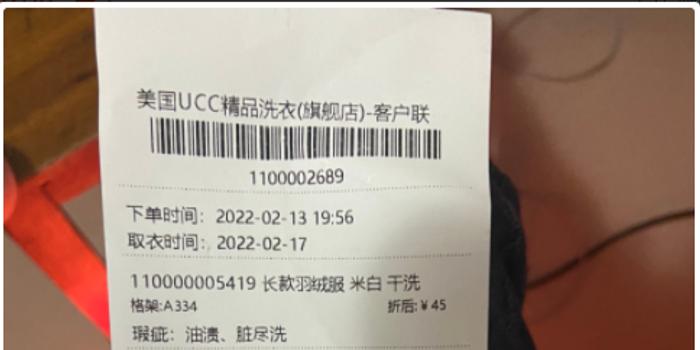 美国UCC精品洗衣(旗舰店)-客户联
1100002689
下单时间: 2022-02-13 19:56
取衣时间: 2022-02-17
110000005419 长款羽绒服 米白 干洗
格架:A334 折后:¥45
瑕疵: 油渍、脏尽洗